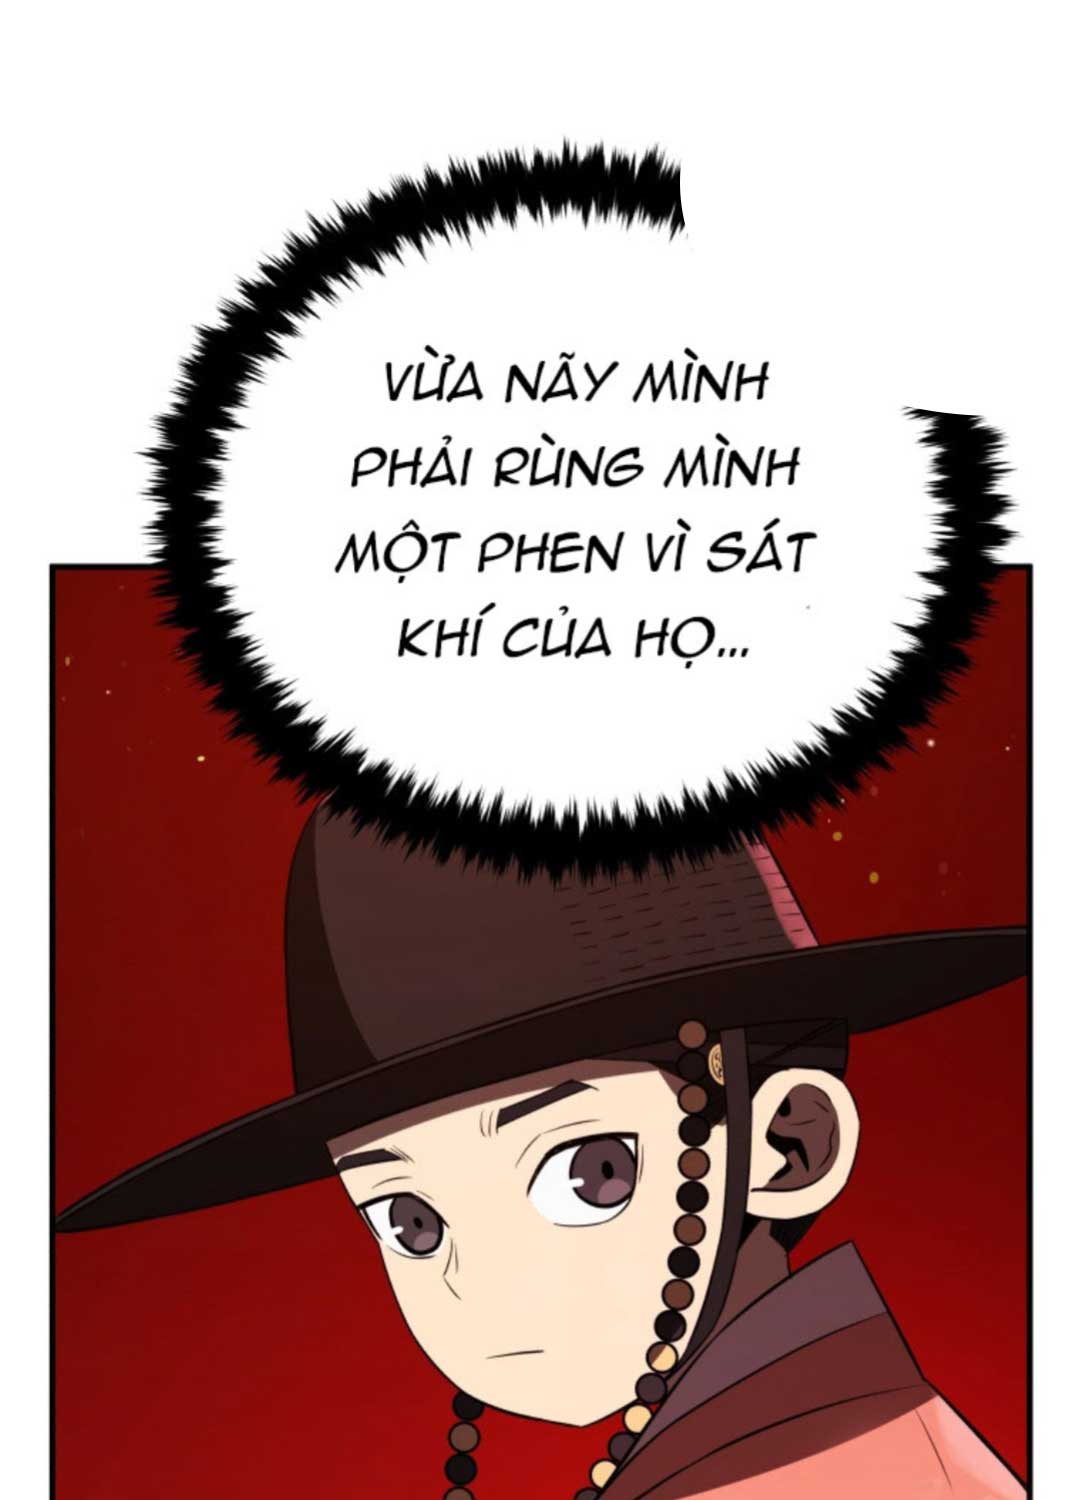 VỪA NÃY MÌNH
PHẢI RÙNG MÌNH
MỘT PHEN VÌ SÁT
KHÍ CỦA HỌ...